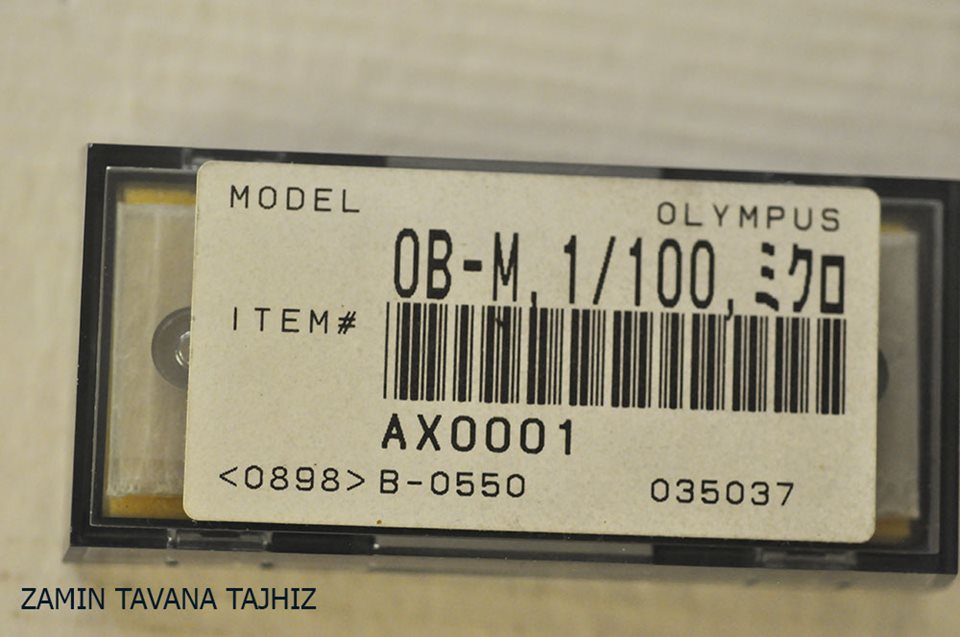 MODEL
OLYMPUS
OB-M, 1/100, ミクロ
ITEM#
AX0001
<0898> B-0550 035037
ZAMIN TAVANA TAJHIZ